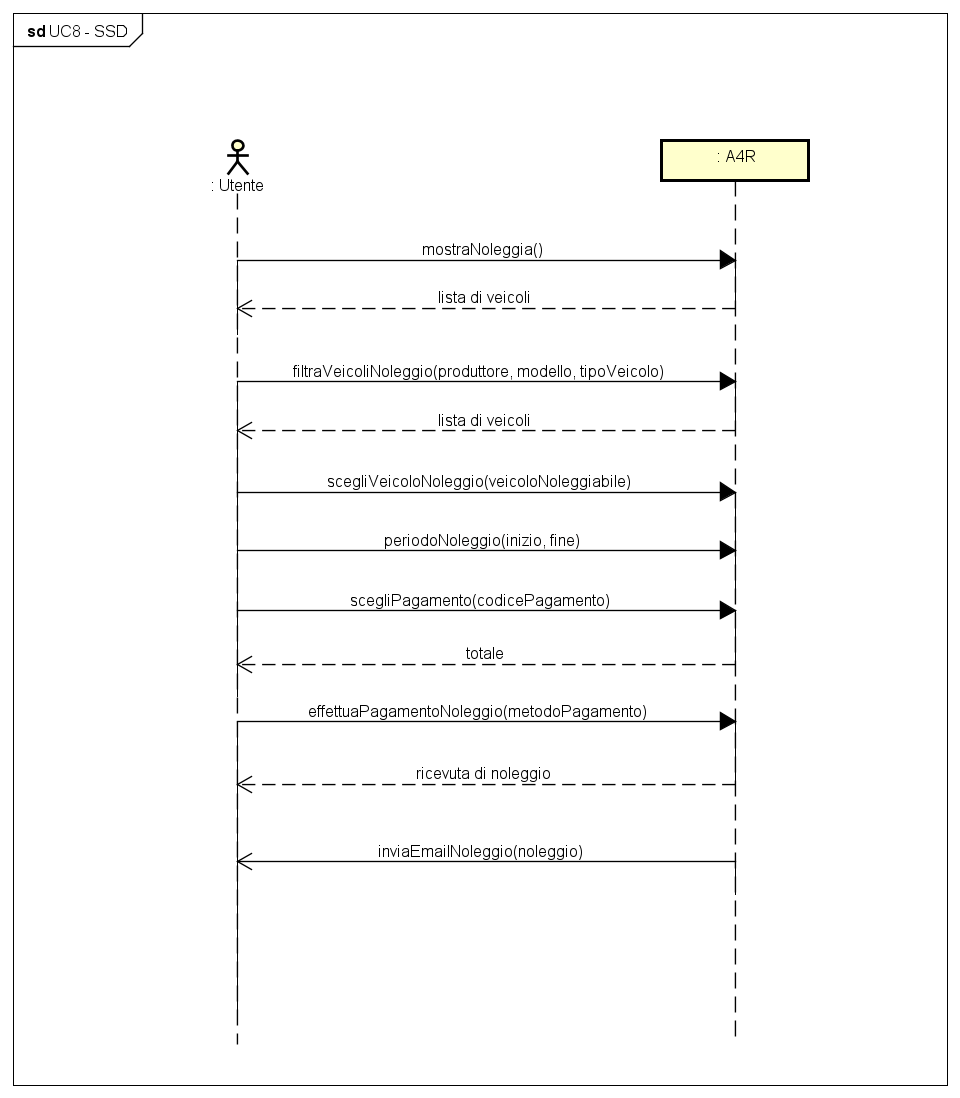 sd UC8 - SSD
: Utente
: A4R
mostraNoleggia()
lista di veicoli
filtraVeicoliNoleggio(produttore, modello, tipoVeicolo)
lista di veicoli
scegliVeicoloNoleggio(veicoloNoleggiabile)
periodoNoleggio(inizio, fine)
scegliPagamento(codicePagamento)
totale
effettuaPagamentoNoleggio(metodoPagamento)
ricevuta di noleggio
inviaEmailNoleggio(noleggio)